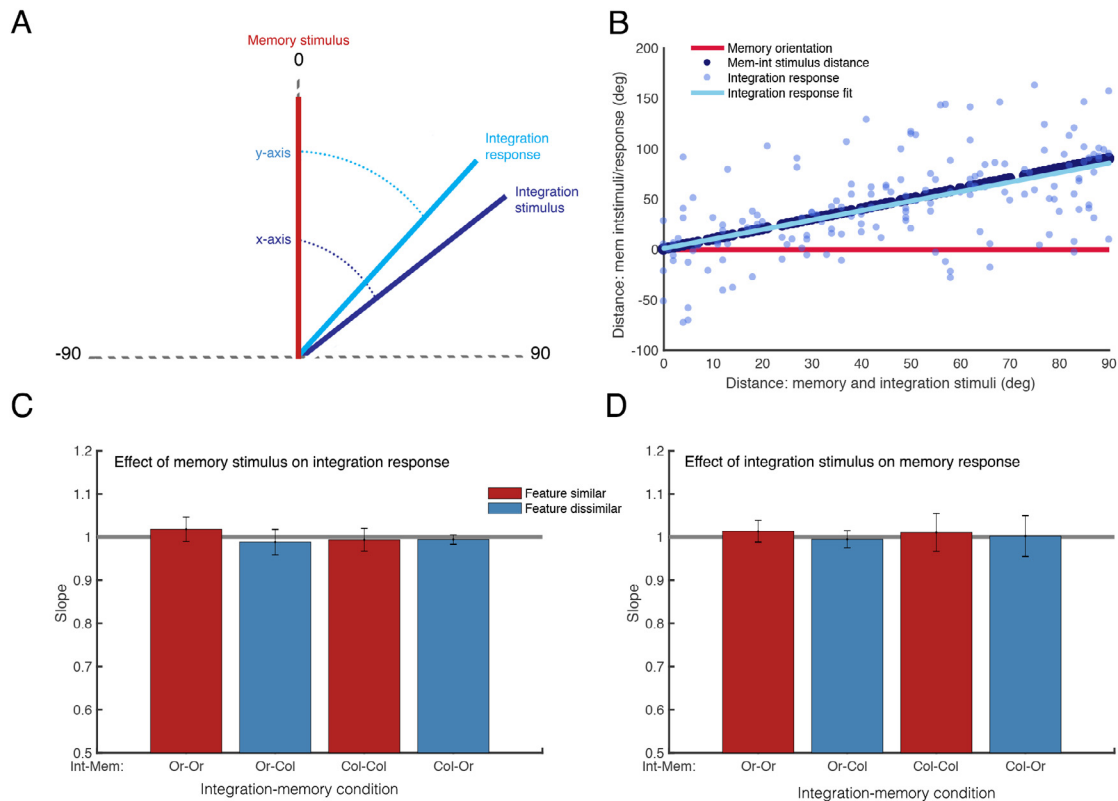 A
Memory stimulus
0
y-axis
Integration
response
Integration
stimulus
x-axis
-90
90
B
200
150
100
50
0
-50
-100
Distance: mem intstimuli/response (deg)
Memory orientation
Mem-int stimulus distance
Integration response
Integration response fit
0
10
20
30
40
50
60
70
80
90
Distance: memory and integration stimuli (deg)
C
Effect of memory stimulus on integration response
Feature similar
Feature dissimilar
1.2
1.1
1
0.9
0.8
0.7
0.6
0.5
Slope
Int-Mem:
Or-Or
Or-Col
Col-Col
Col-Or
Integration-memory condition
D
Effect of integration stimulus on memory response
1.2
1.1
1
0.9
0.8
0.7
0.6
0.5
Slope
Int-Mem:
Or-Or
Or-Col
Col-Col
Col-Or
Integration-memory condition